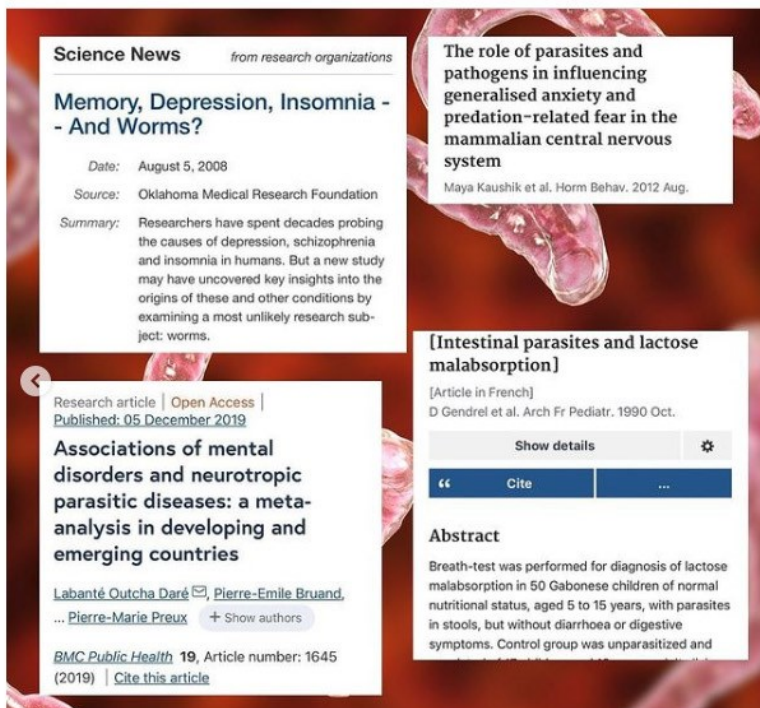 Science News
from research organizations
Memory, Depression, Insomnia -
- And Worms?
Date: August 5, 2008
Source: Oklahoma Medical Research Foundation
Summary: Researchers have spent decades probing
the causes of depression, schizophrenia
and insomnia in humans. But a new study
may have uncovered key insights into the
origins of these and other conditions by
examining a most unlikely research sub-
ject: worms.
The role of parasites and
pathogens in influencing
generalised anxiety and
predation-related fear in the
mammalian central nervous
system
Maya Kaushik et al. Horm Behav. 2012 Aug.
Research article | Open Access |
Published: 05 December 2019
Associations of mental
disorders and neurotropic
parasitic diseases: a meta-
analysis in developing and
emerging countries
Labanté Outcha Daré, Pierre-Emile Bruand,
... Pierre-Marie Preux + Show authors
BMC Public Health 19, Article number: 1645
(2019) | Cite this article
[Intestinal parasites and lactose
malabsorption]
[Article in French]
D Gendrel et al. Arch Fr Pediatr. 1990 Oct.
Show details
“ Cite ...
Abstract
Breath-test was performed for diagnosis of lactose
malabsorption in 50 Gabonese children of normal
nutritional status, aged 5 to 15 years, with parasites
in stools, but without diarrhoea or digestive
symptoms. Control group was unparasitized and